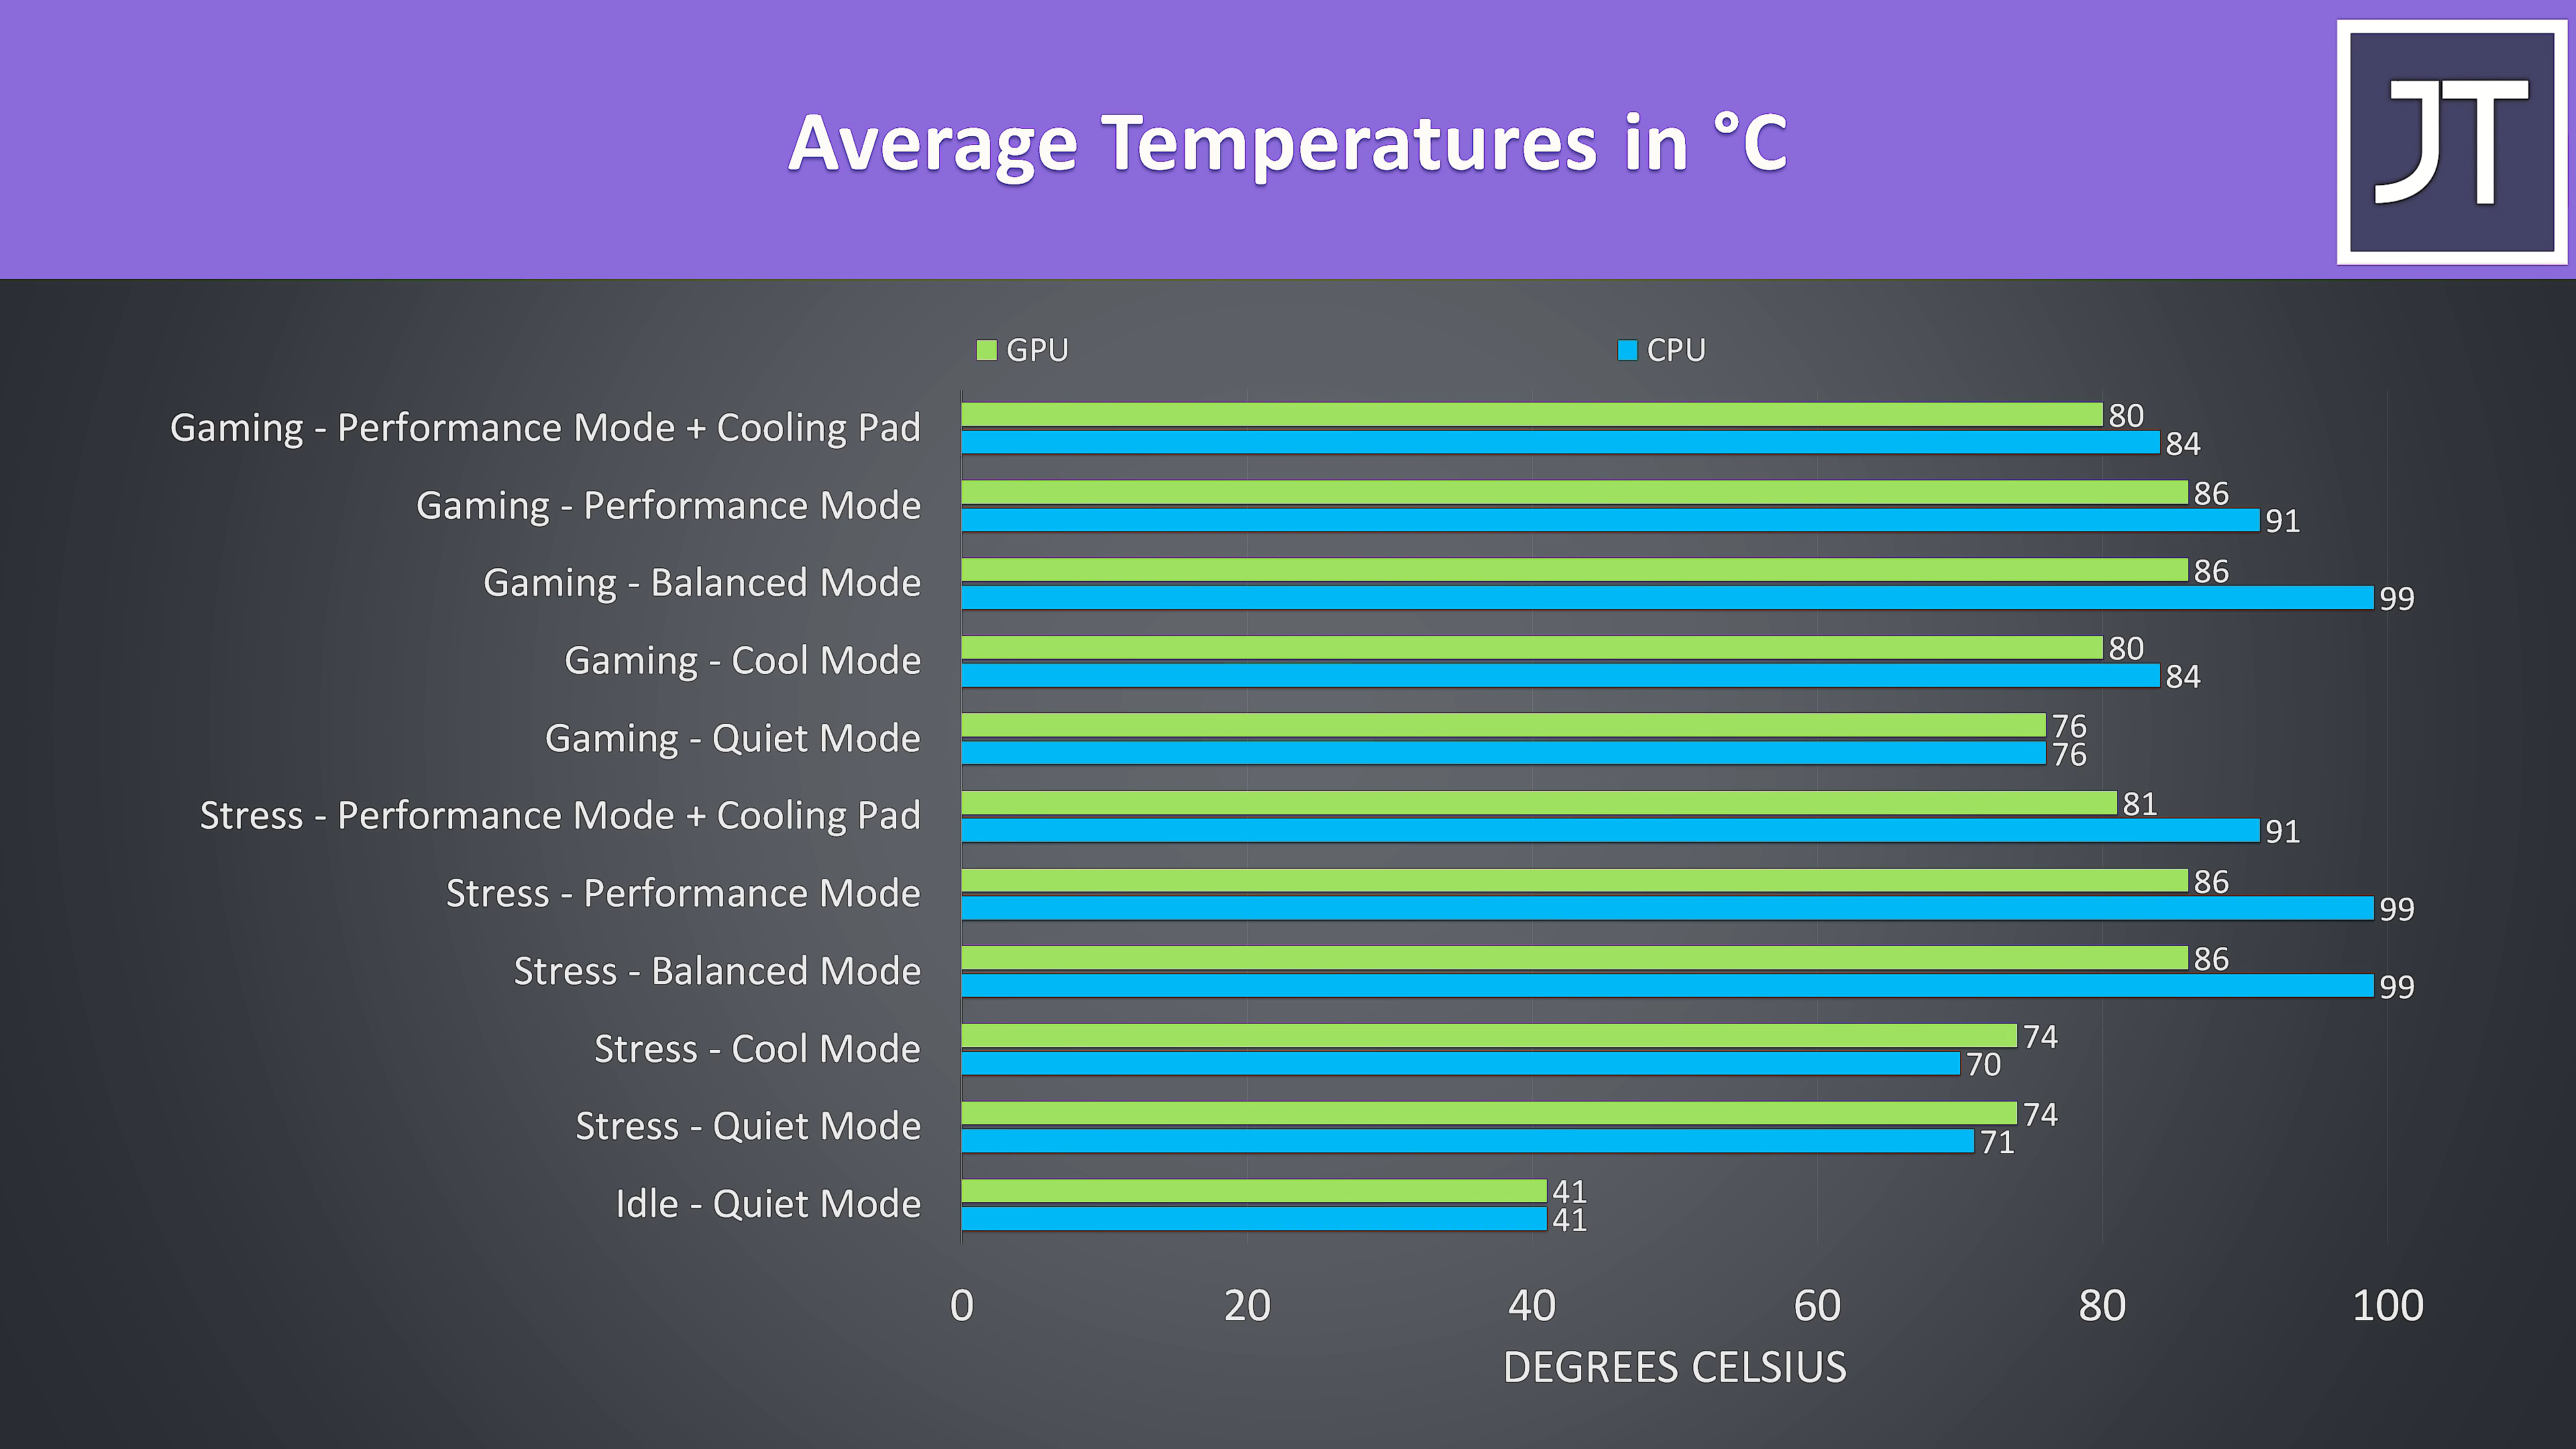 Average Temperatures in °C
JT
GPU CPU
Gaming - Performance Mode + Cooling Pad 80 84
Gaming - Performance Mode 86 91
Gaming - Balanced Mode 86 99
Gaming - Cool Mode 80 84
Gaming - Quiet Mode 76 76
Stress - Performance Mode + Cooling Pad 81 91
Stress - Performance Mode 86 99
Stress - Balanced Mode 86 99
Stress - Cool Mode 74 70
Stress - Quiet Mode 74 71
Idle - Quiet Mode 41 41
0 20 40 60 80 100
DEGREES CELSIUS